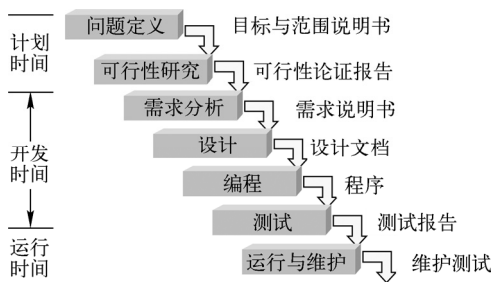 问题定义
目标与范围说明书
计划
时间
可行性研究
可行性论证报告
需求分析
需求说明书
开发
时间
设计
设计文档
编程
程序
测试
测试报告
运行
时间
运行与维护
维护测试